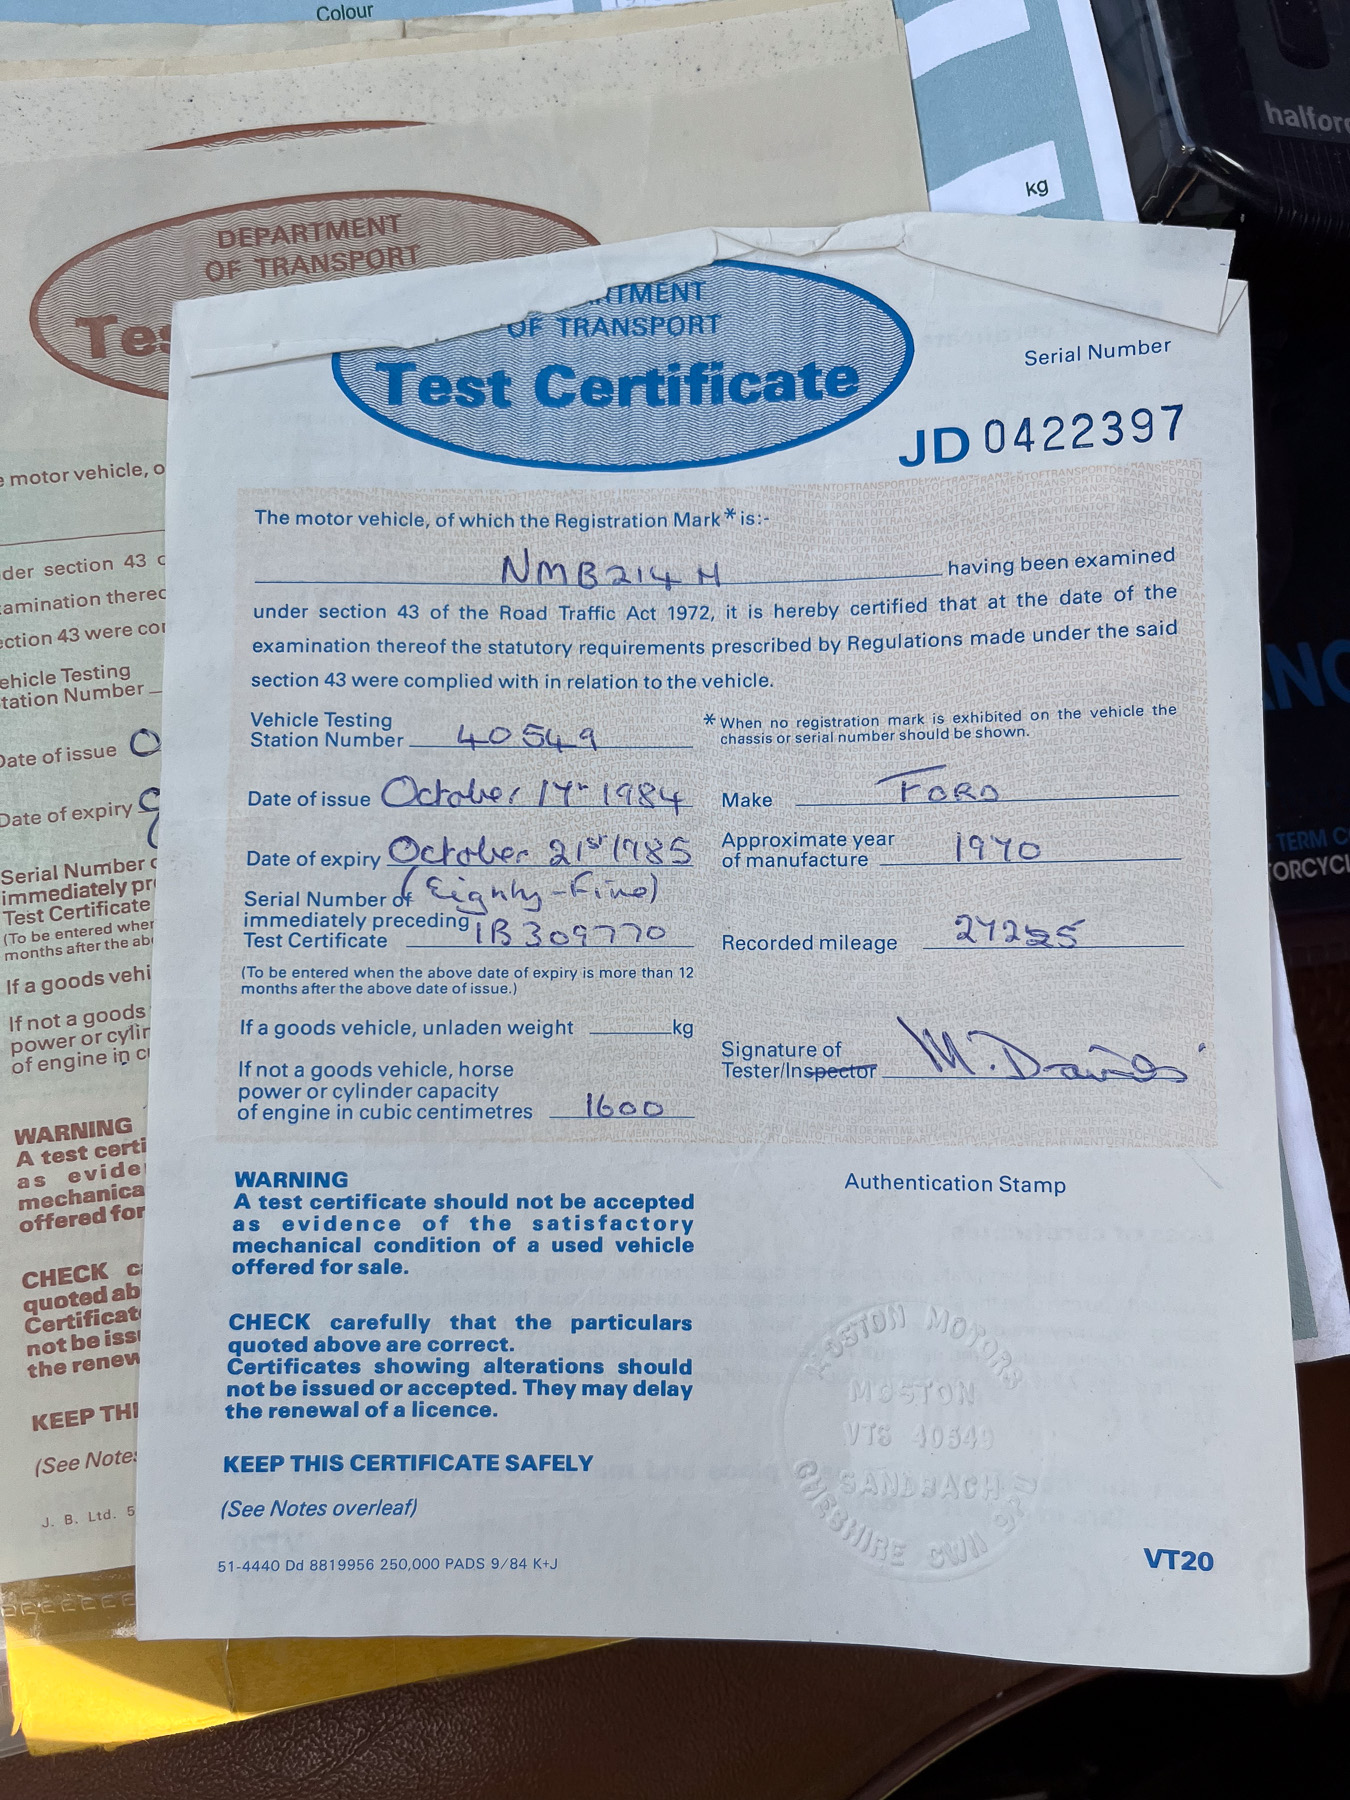 Colour
kg
halfor
DEPARTMENT
OF TRANSPORT
Tes
e motor vehicle, o
der section 43 o
amination thereo
ection 43 were co
ehicle Testing
tation Number
Date of issue O
Date of expiry
Serial Number o
immediately pr
Test Certificate
(To be entered when
months after the ab
If a goods vehi
If not a goods
power or cylin
of engine in c
WARNING
A test certi
as evide
mechanica
offered for
CHECK c
quoted ab
Certificat
not be iss
the renew
KEEP THI
(See Note
J. B. Ltd. 5
RTMENT
OF TRANSPORT
Test Certificate
Serial Number
JD 0422397
The motor vehicle, of which the Registration Mark * is:-
NMB214H having been examined
under section 43 of the Road Traffic Act 1972, it is hereby certified that at the date of the
examination thereof the statutory requirements prescribed by Regulations made under the said
section 43 were complied with in relation to the vehicle.
Vehicle Testing
Station Number 40549
* When no registration mark is exhibited on the vehicle the
chassis or serial number should be shown.
Date of issue October 17th 1984
Make FORD
Date of expiry October 21st 1985
(Eighty-Five)
Approximate year
of manufacture 1970
Serial Number of
immediately preceding
Test Certificate 1B309770
Recorded mileage
(To be entered when the above date of expiry is more than 12
months after the above date of issue.)
If a goods vehicle, unladen weight kg
If not a goods vehicle, horse
power or cylinder capacity
of engine in cubic centimetres 1600
Signature of
Tester/Inspector
WARNING
A test certificate should not be accepted
as evidence of the satisfactory
mechanical condition of a used vehicle
offered for sale.
Authentication Stamp
CHECK carefully that the particulars
quoted above are correct.
Certificates showing alterations should
not be issued or accepted. They may delay
the renewal of a licence.
MOSTON MOTORS
MOSTON
VTS 40549
SANDBACH
CHESHIRE CW11
KEEP THIS CERTIFICATE SAFELY
(See Notes overleaf)
51-4440 Dd 8819956 250,000 PADS 9/84 K+J
VT20
NC
TERM C
ORCYCL